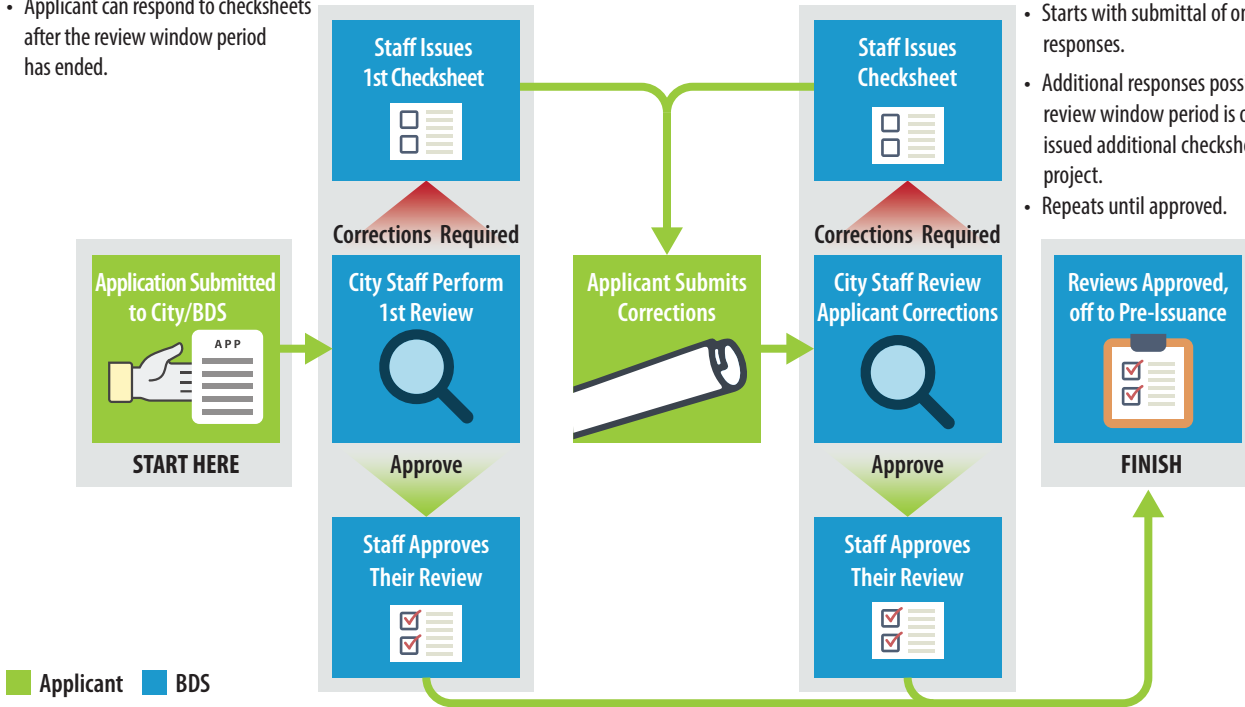 • Applicant can respond to checksheets
after the review window period
has ended.
Staff Issues
1st Checksheet
Corrections Required
Application Submitted
to City/BDS
APP
START HERE
City Staff Perform
1st Review
Approve
Staff Approves
Their Review
Applicant Submits
Corrections
Staff Issues
Checksheet
Corrections Required
City Staff Review
Applicant Corrections
Approve
Staff Approves
Their Review
• Starts with submittal of
responses.
• Additional responses
review window period is
issued additional
project.
• Repeats until approved.
Reviews Approved,
off to Pre-Issuance
FINISH
Applicant
BDS